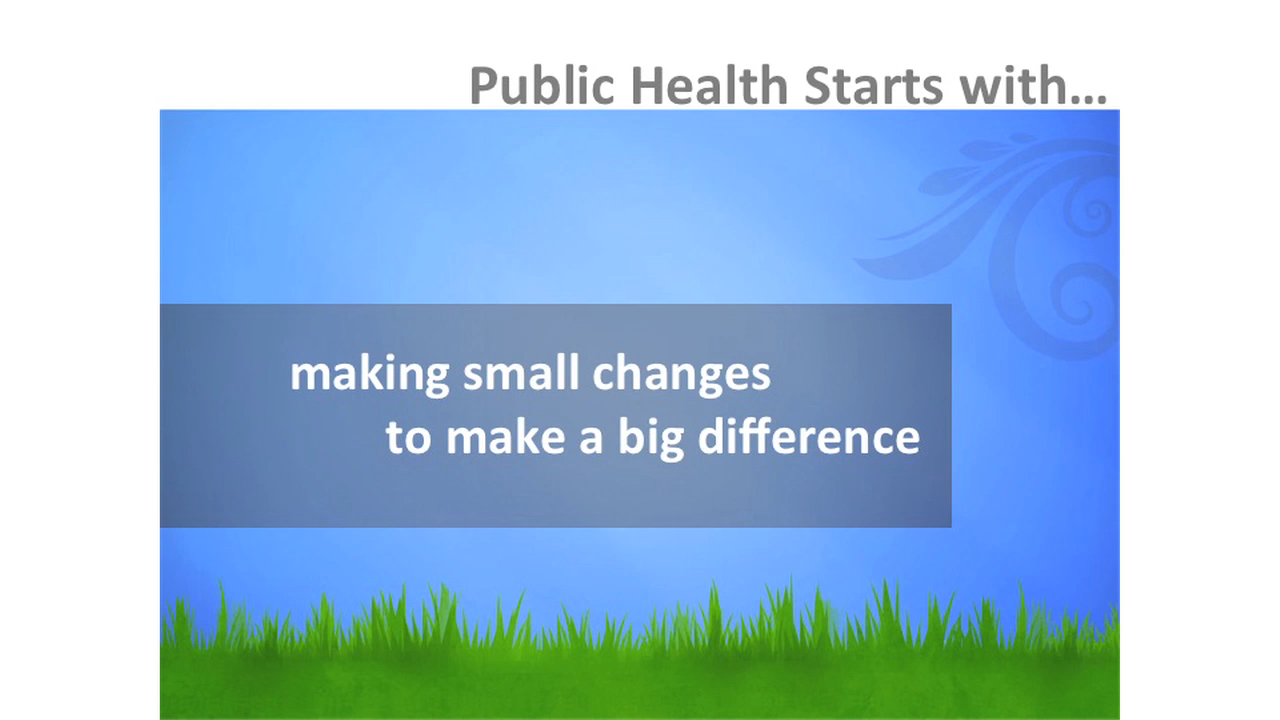 Public Health Starts with...
making small changes
to make a big difference